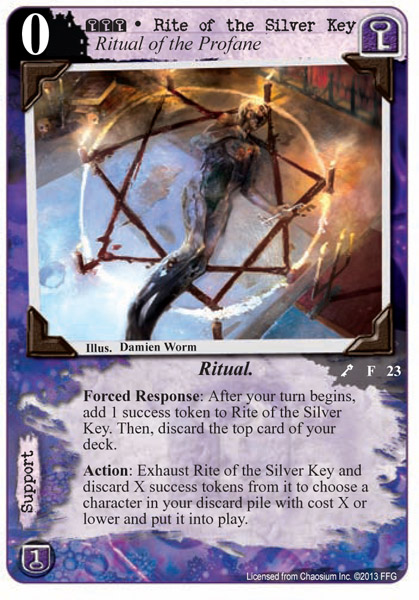 0
• Rite of the Silver Key
Ritual of the Profane
Illus. Damien Worm
Ritual.
F 23
Forced Response: After your turn begins,
add 1 success token to Rite of the Silver
Key. Then, discard the top card of your
deck.
Action: Exhaust Rite of the Silver Key and
discard X success tokens from it to choose a
character in your discard pile with cost X or
lower and put it into play.
Support
1
Licensed from Chaosium Inc. ©2013 FFG